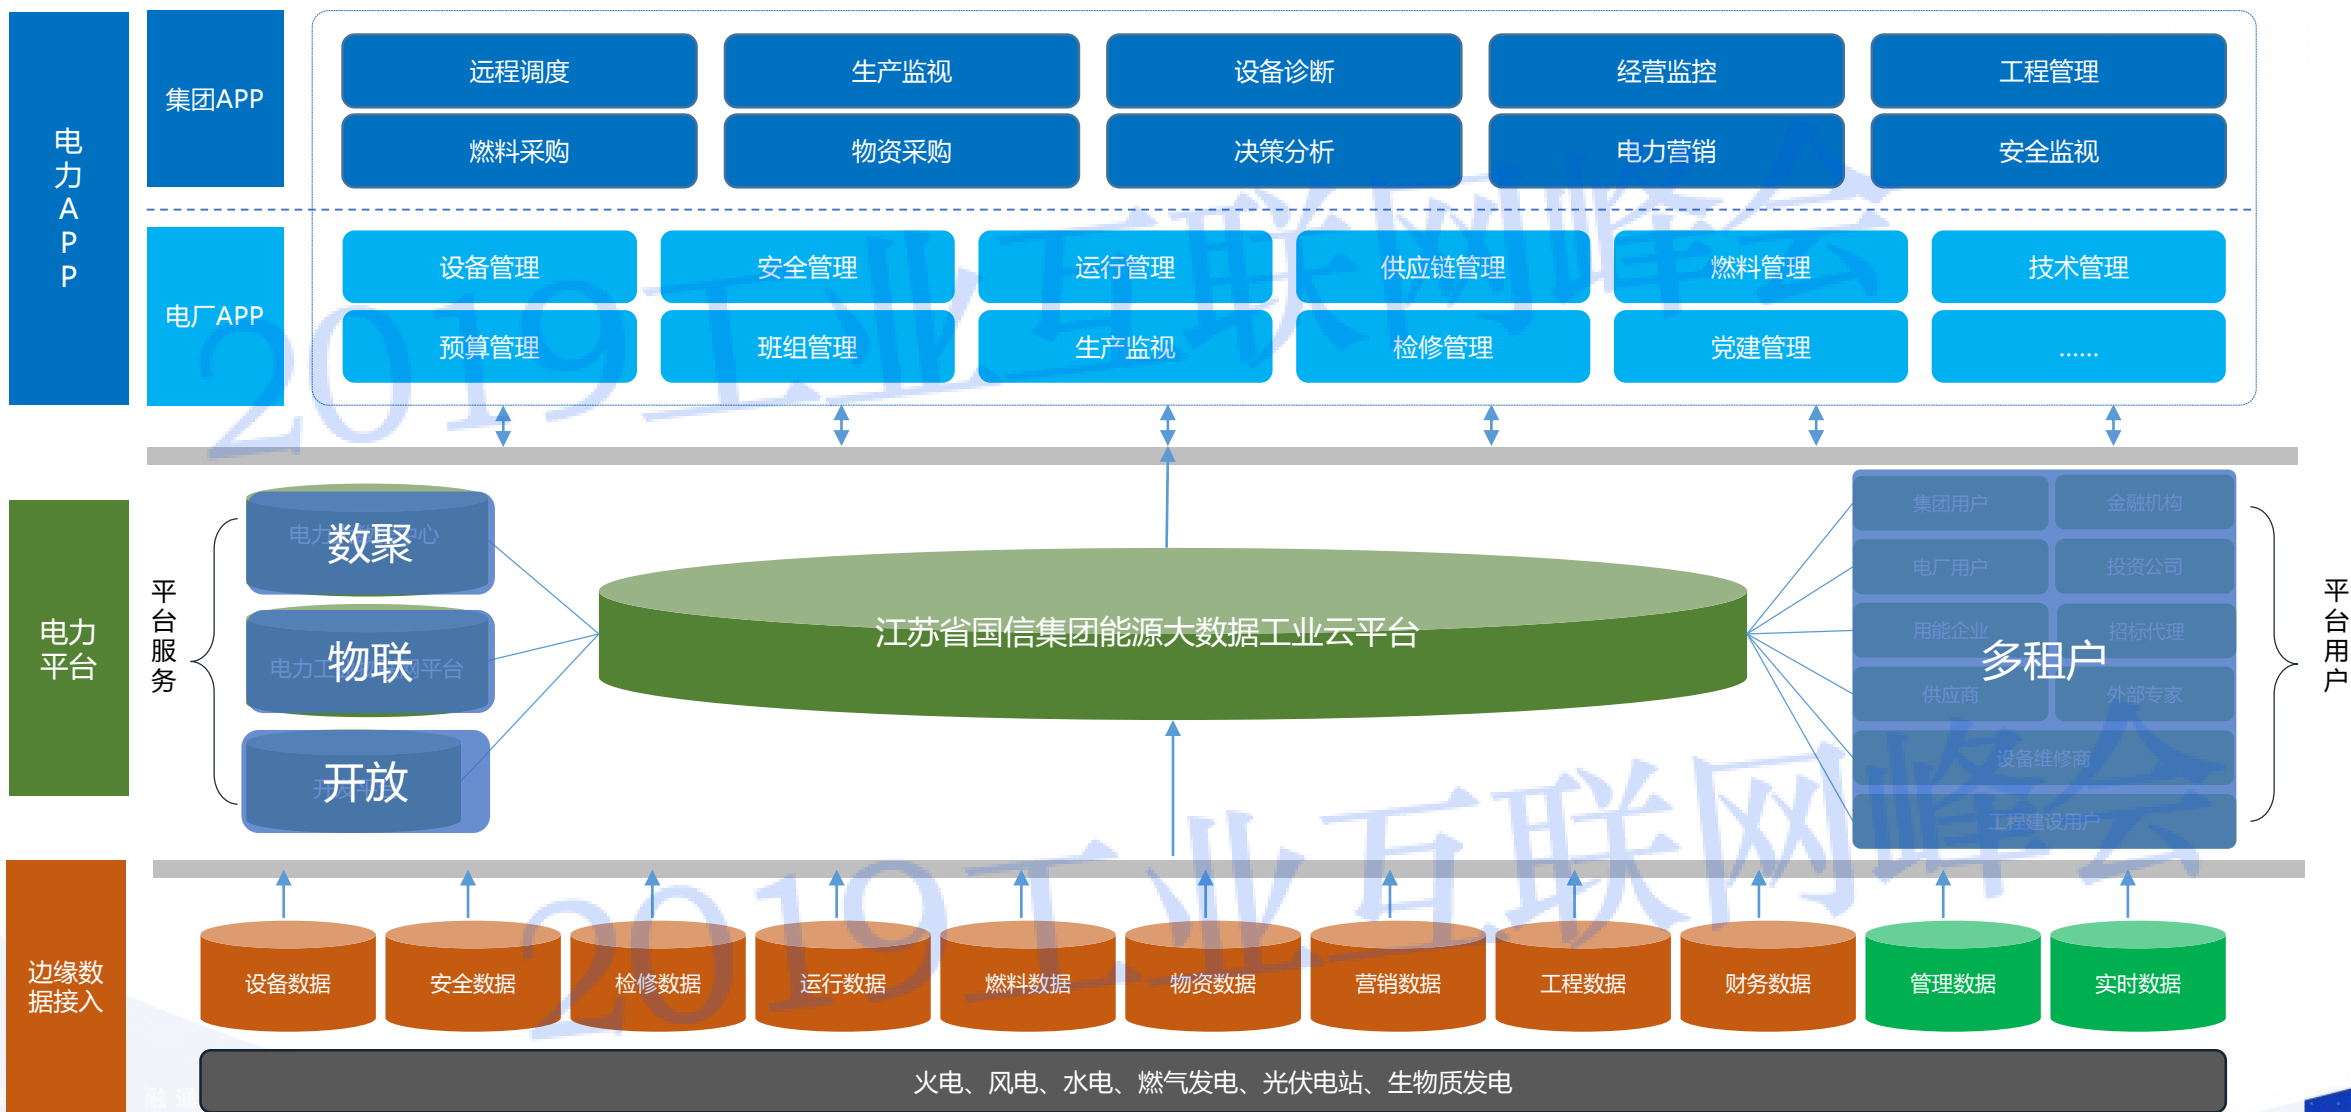 电力APP
集团APP
远程调度
生产监视
设备诊断
经营监控
工程管理
燃料采购
物资采购
决策分析
电力营销
安全监视
电厂APP
设备管理
安全管理
运行管理
供应链管理
燃料管理
技术管理
预算管理
班组管理
生产监视
检修管理
党建管理
......
电力
平台
平台服务
数聚
物联
开放
江苏省国信集团能源大数据工业云平台
集团用户
金融机构
电厂用户
投资公司
用能企业
招标代理
多租户
供应商
外部专家
设备维修商
工程建设用户
平台用户
边缘数
据接入
设备数据
安全数据
检修数据
运行数据
燃料数据
物资数据
营销数据
工程数据
财务数据
管理数据
实时数据
火电、风电、水电、燃气发电、光伏电站、生物质发电
2019工业互联网峰会
2019工业互联网峰会